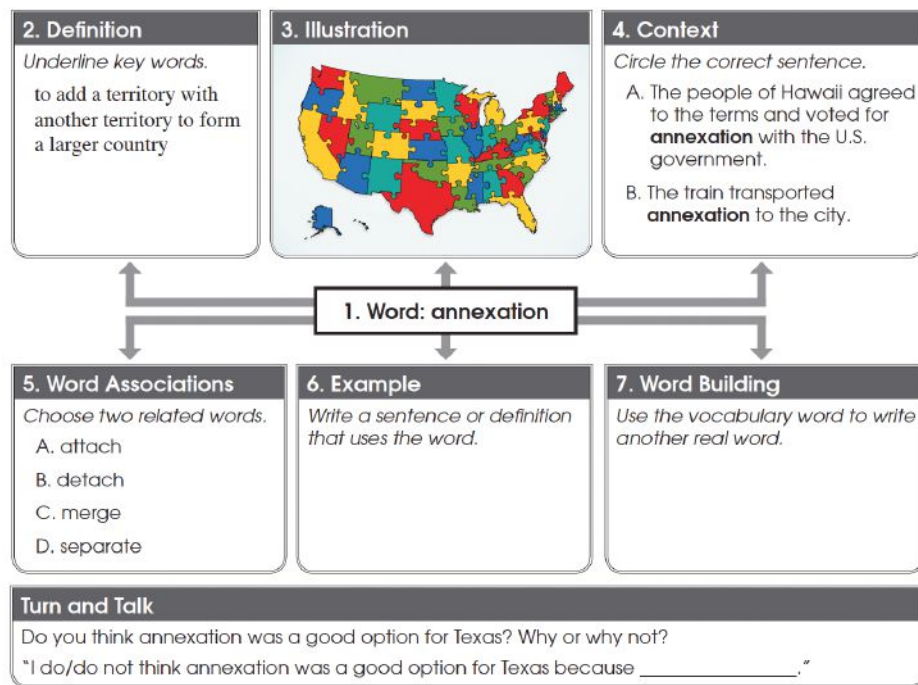 2. Definition
Underline key words.
to add a territory with
another territory to form
a larger country
3. Illustration
4. Context
Circle the correct sentence.
A. The people of Hawaii agreed
to the terms and voted for
annexation with the U.S.
government.
B. The train transported
annexation to the city.
1. Word: annexation
5. Word Associations
Choose two related words.
A. attach
B. detach
C. merge
D. separate
6. Example
Write a sentence or definition
that uses the word.
7. Word Building
Use the vocabulary word to write
another real word.
Turn and Talk
Do you think annexation was a good option for Texas? Why or why not?
"I do/do not think annexation was a good option for Texas because _______________."